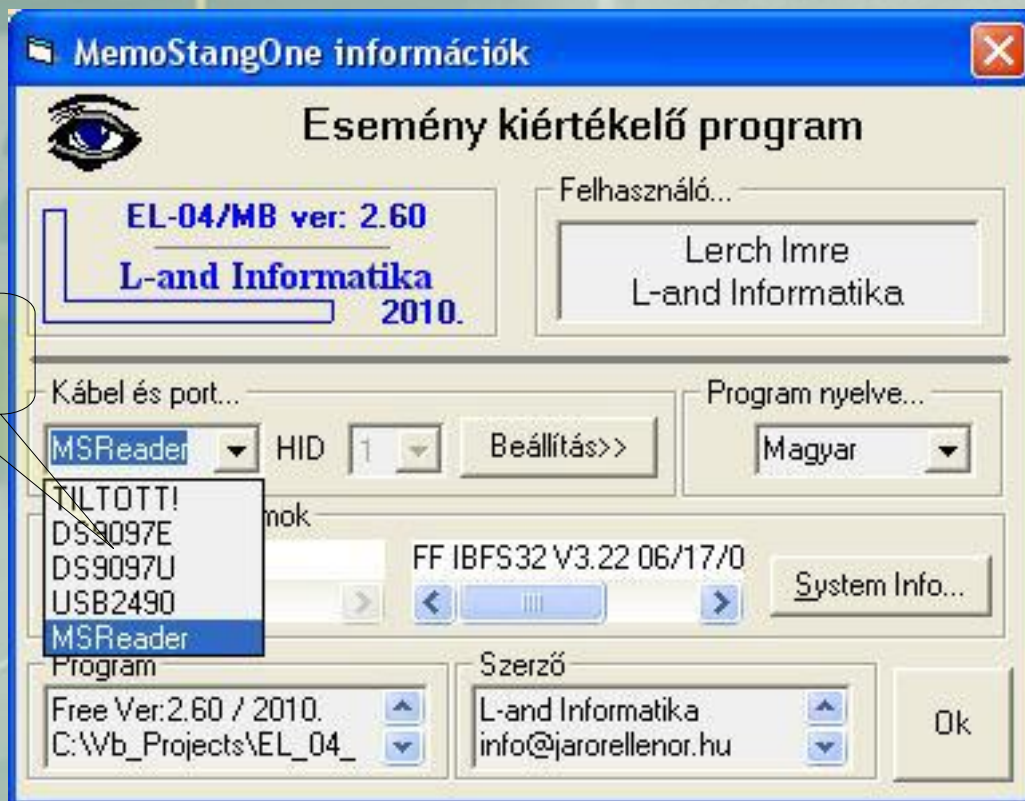 MemoStangOne információk
Esemény kiértékelő program
EL-04/MB ver: 2.60
L-and Informatika
2010.
Felhasználó...
Lerch Imre
L-and Informatika
Kábel és port...
MSReader
HID
1
Beállítás>>
Program nyelve...
Magyar
TILTOTT!
DS9097E
DS9097U
USB2490
MSReader
mok
FF IBFS32 V3.22 06/17/0
System Info...
Program
Free Ver:2.60 / 2010.
C:\Vb_Projects\EL_04_
Szerző
L-and Informatika
info@jarorellenor.hu
Ok